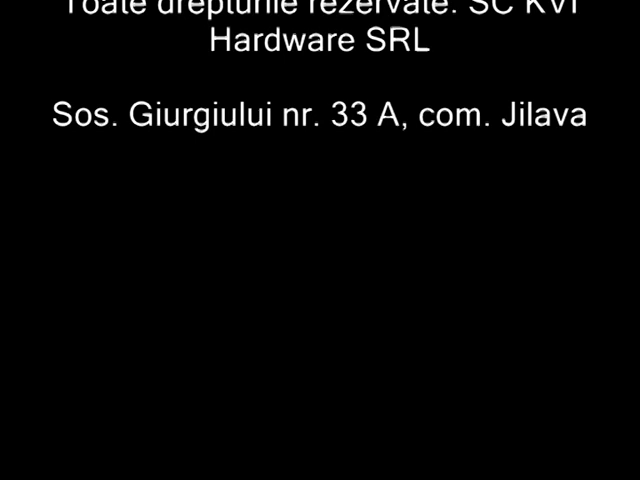 Toate drepturile rezervate. SC KVI
Hardware SRL
Sos. Giurgiului nr. 33 A, com. Jilava